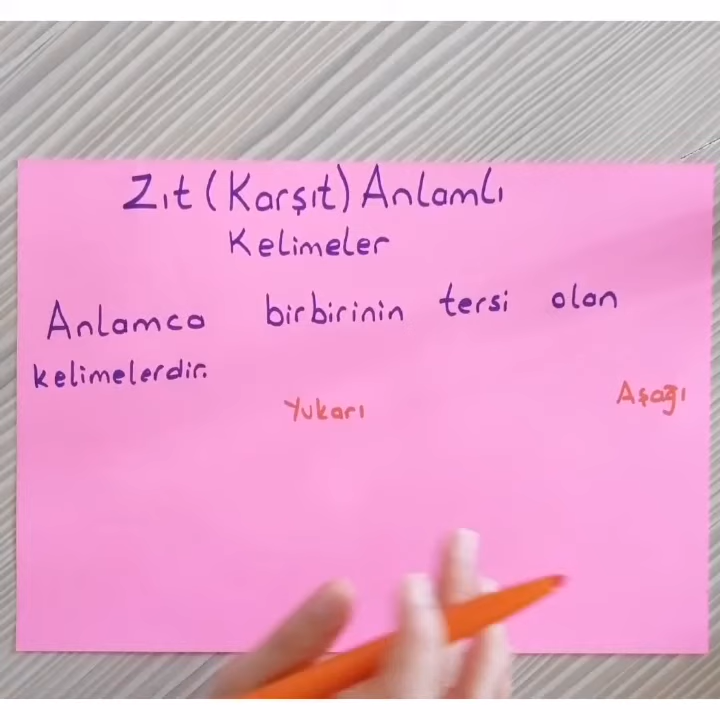 Zıt (Karşıt) Anlamlı
Kelimeler
Anlamca birbirinin tersi olan
kelimelerdir.
Yukarı Aşağı